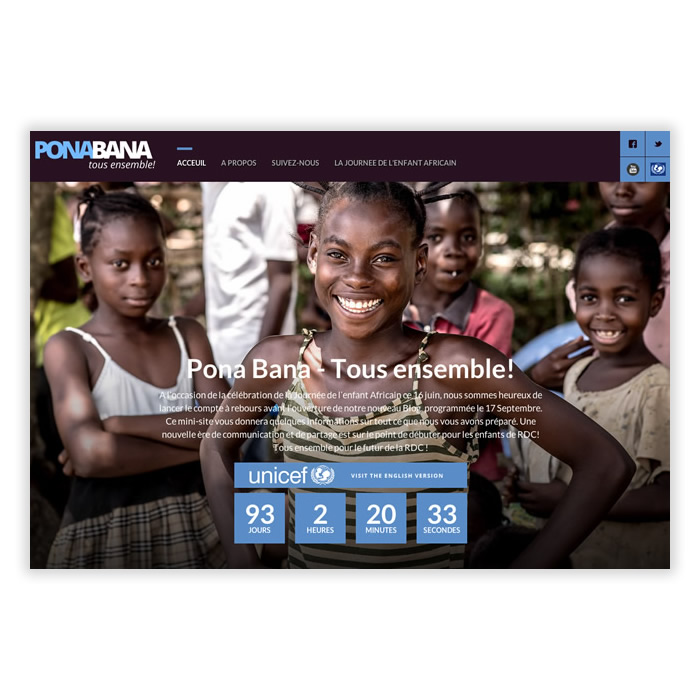 PONABANA
tous ensemble!
ACCEUIL A PROPOS SUIVEZ-NOUS LA JOURNEE DE L'ENFANT AFRICAIN
You
Pona Bana - Tous ensemble!
A l'occasion de la célébration de la Journée de l'enfant Africain ce 16 juin, nous sommes heureux de
lancer le compte à rebours avant l'ouverture de notre nouveau Blog programmée le 17 Septembre.
Ce mini-site vous donnera quelques informations sur tout ce que nous vous avons préparé. Une
nouvelle ère de communication et de partage est sur le point de débuter pour les enfants de RDC!
Tous ensemble pour le futur de la RDC !
unicef VISIT THE ENGLISH VERSION
93 2 20 33
JOURS HEURES MINUTES SECONDES